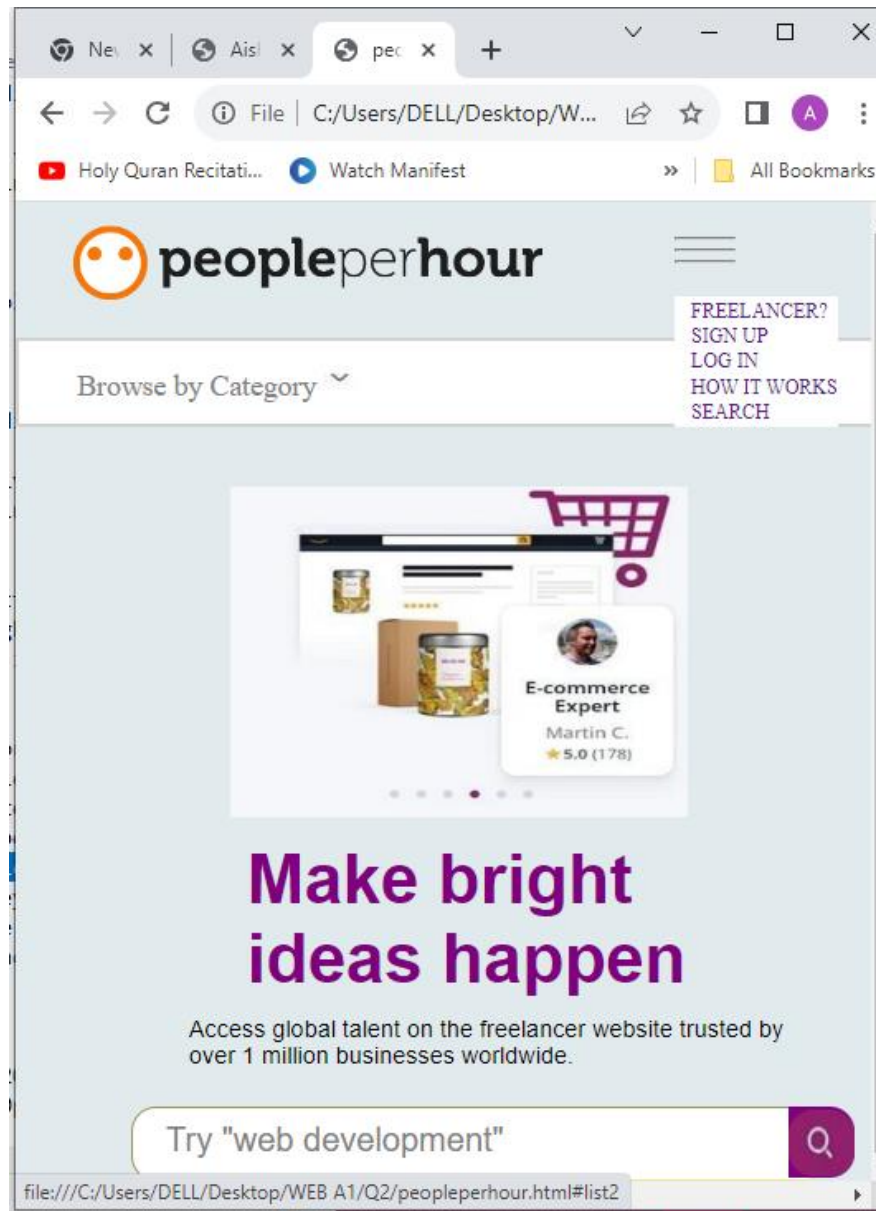 Ne
Aisl
pec
File
C:/Users/DELL/Desktop/W...
A
Holy Quran Recitati...
Watch Manifest
»
All Bookmarks
peopleperhour
FREELANCER?
SIGN UP
LOG IN
HOW IT WORKS
SEARCH
Browse by Category
E-commerce
Expert
Martin C.
5.0 (178)
Make bright
ideas happen
Access global talent on the freelancer website trusted by
over 1 million businesses worldwide.
Try "web development"
file:///C:/Users/DELL/Desktop/WEB A1/Q2/peopleperhour.html#list2